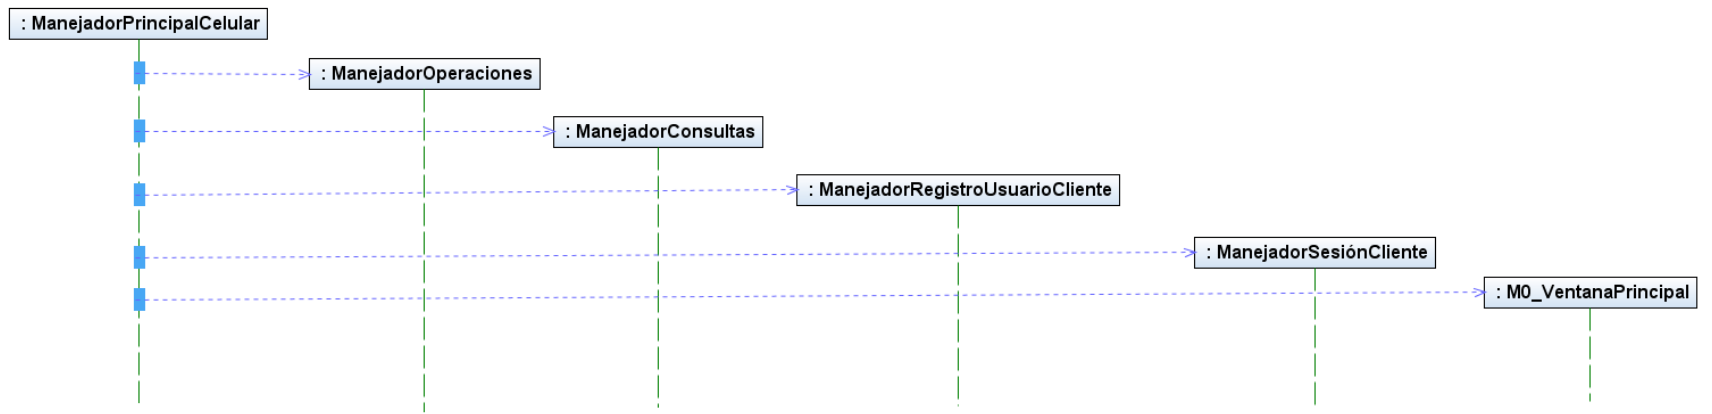 : ManejadorPrincipalCelular
: ManejadorOperaciones
: ManejadorConsultas
: ManejadorRegistroUsuarioCliente
: ManejadorSesiónCliente
: M0_VentanaPrincipal